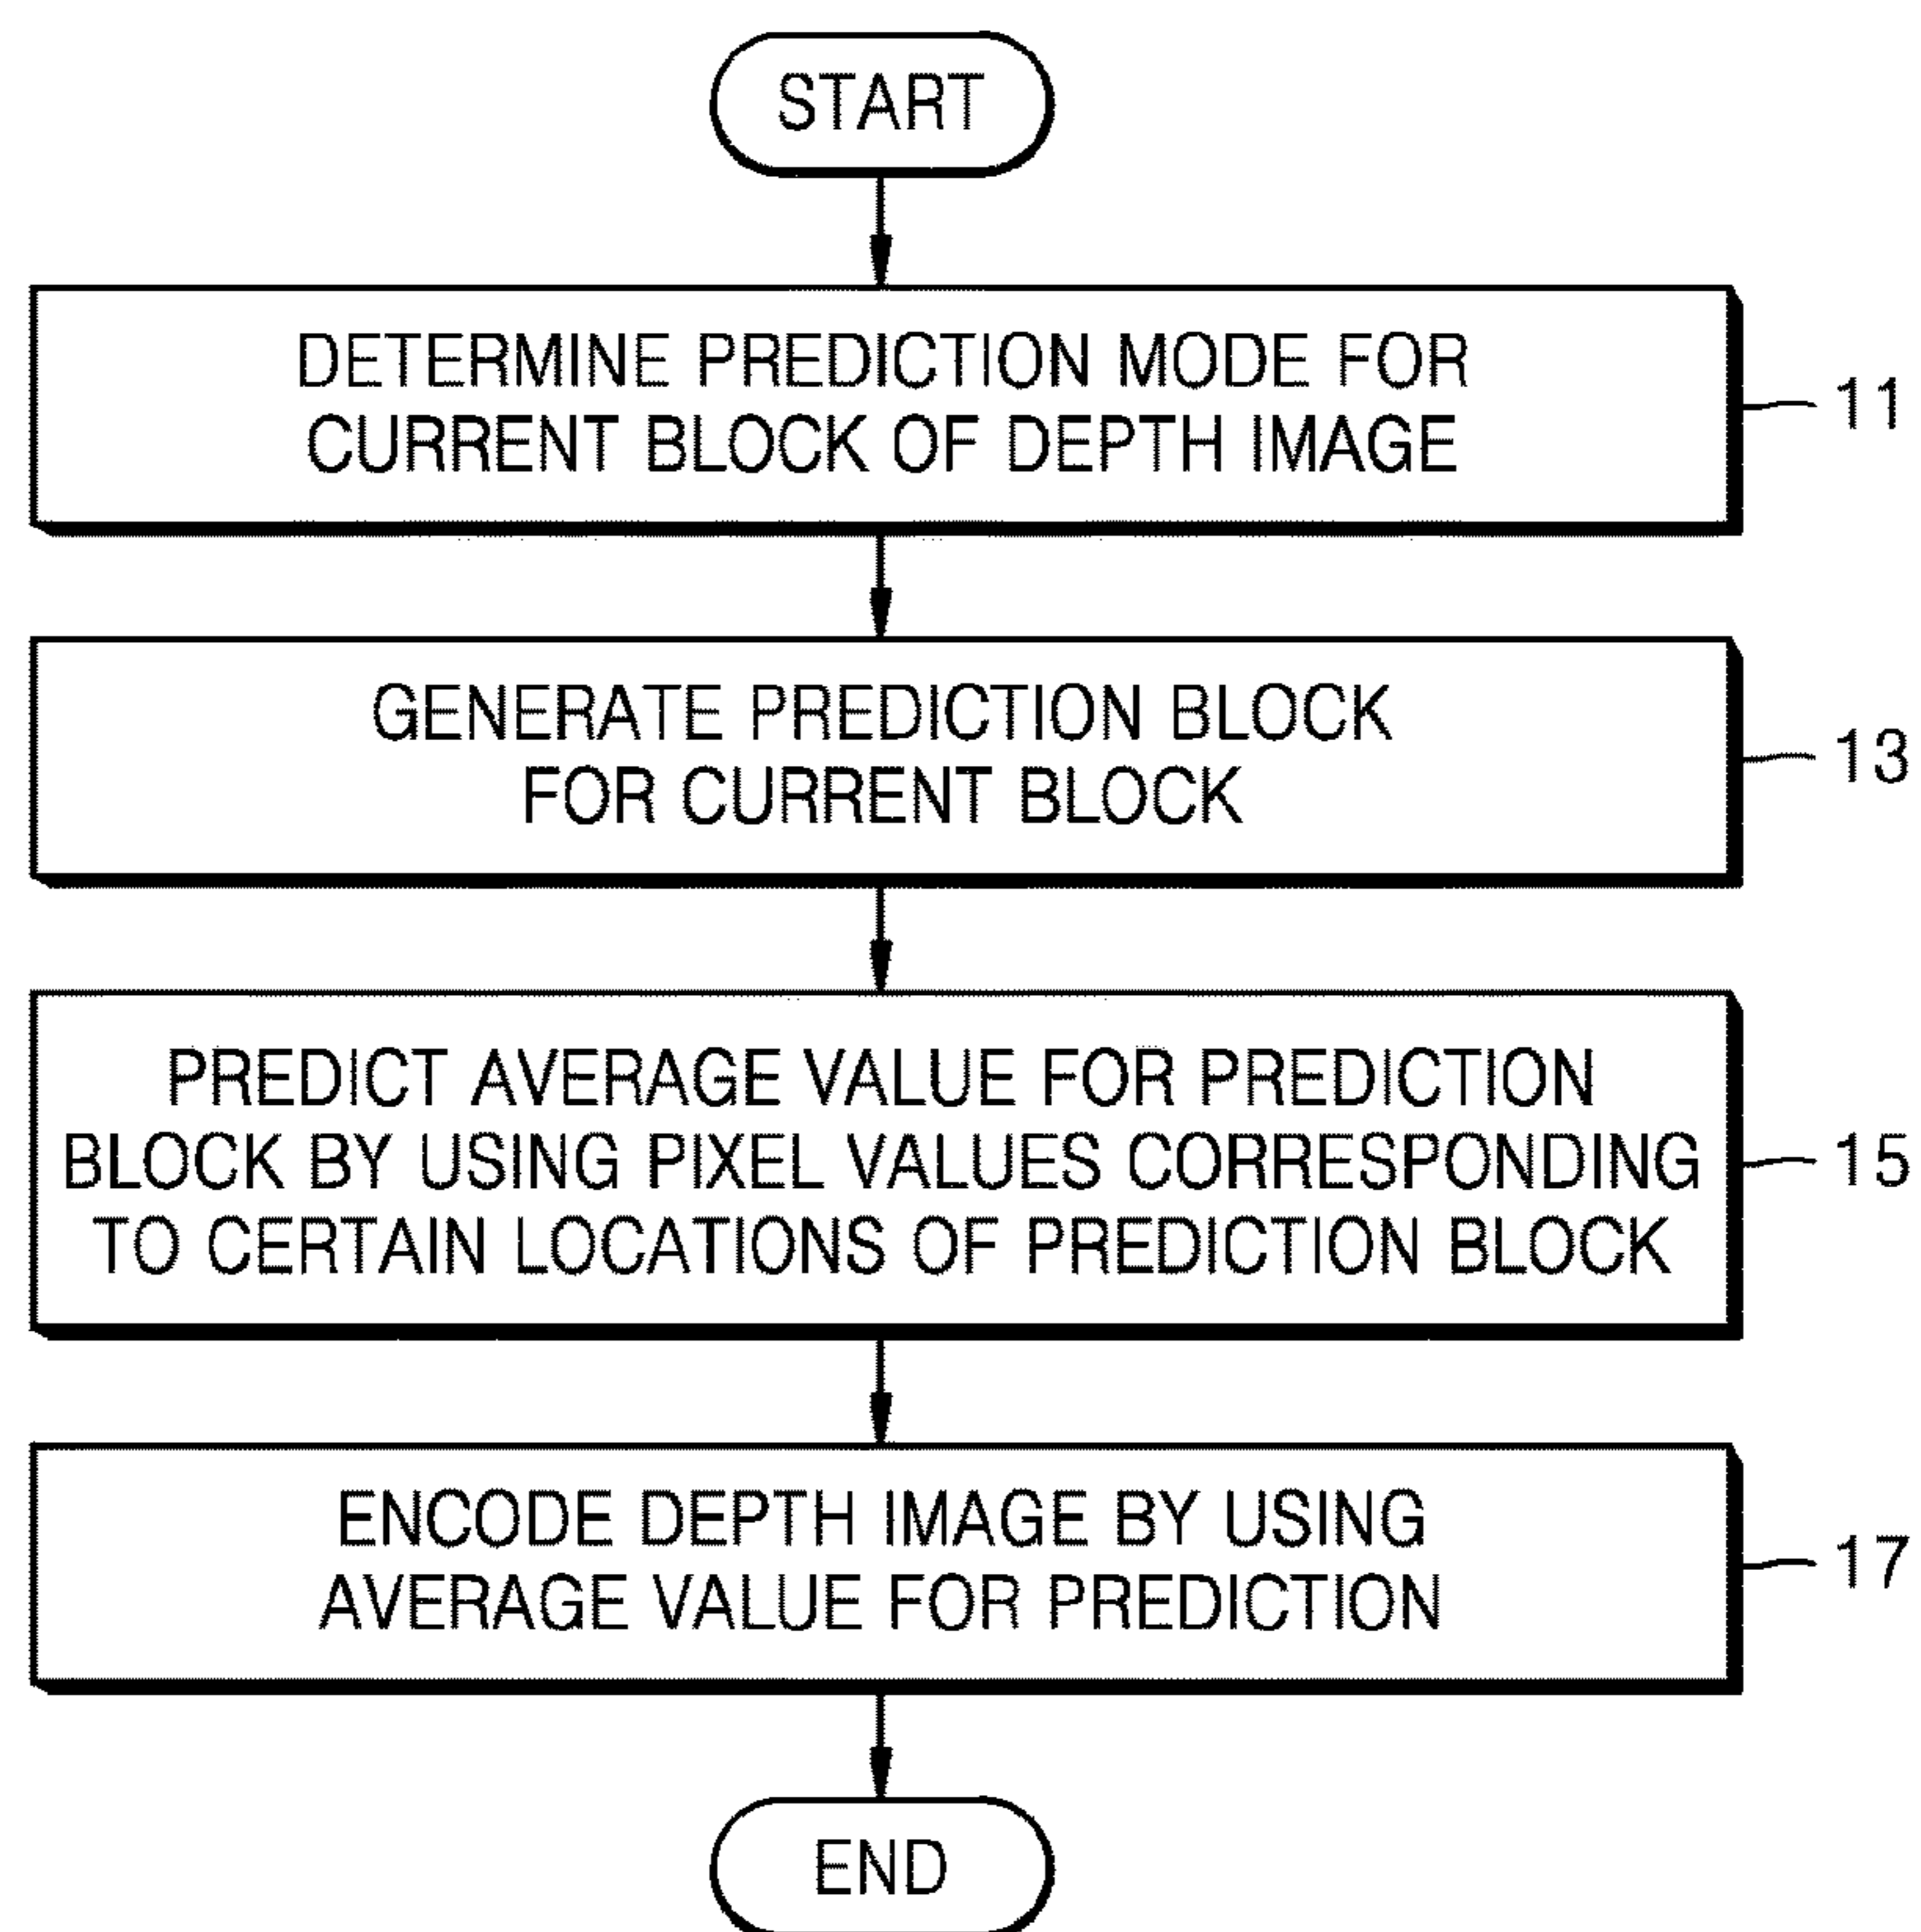 START
DETERMINE PREDICTION MODE FOR
CURRENT BLOCK OF DEPTH IMAGE
11
GENERATE PREDICTION BLOCK
FOR CURRENT BLOCK
13
PREDICT AVERAGE VALUE FOR PREDICTION
BLOCK BY USING PIXEL VALUES CORRESPONDING
TO CERTAIN LOCATIONS OF PREDICTION BLOCK
15
ENCODE DEPTH IMAGE BY USING
AVERAGE VALUE FOR PREDICTION
17
END